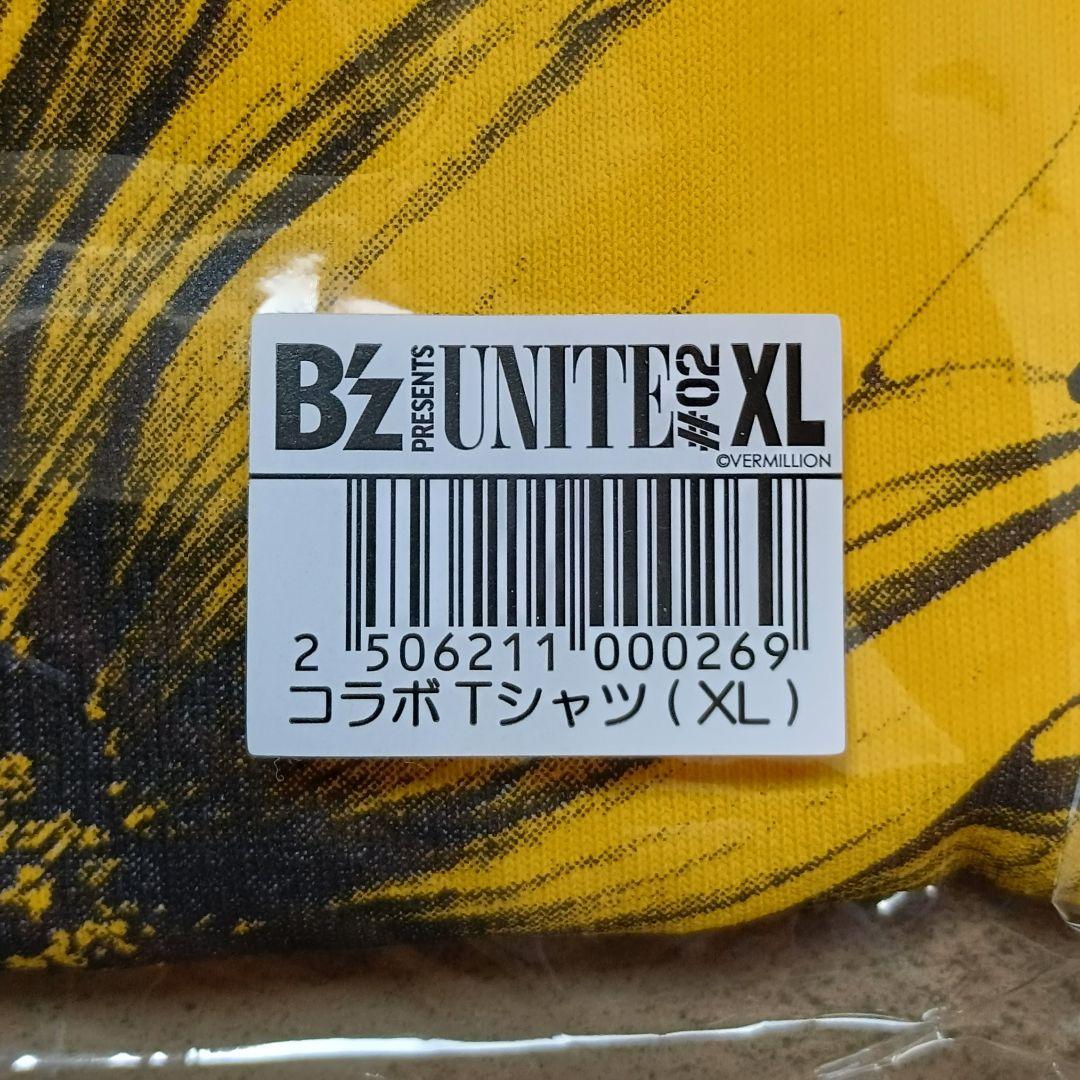 B'z PRESENTS UNITE #02 XL
©VERMILLION
2 506211 000269
コラボTシャツ(XL)